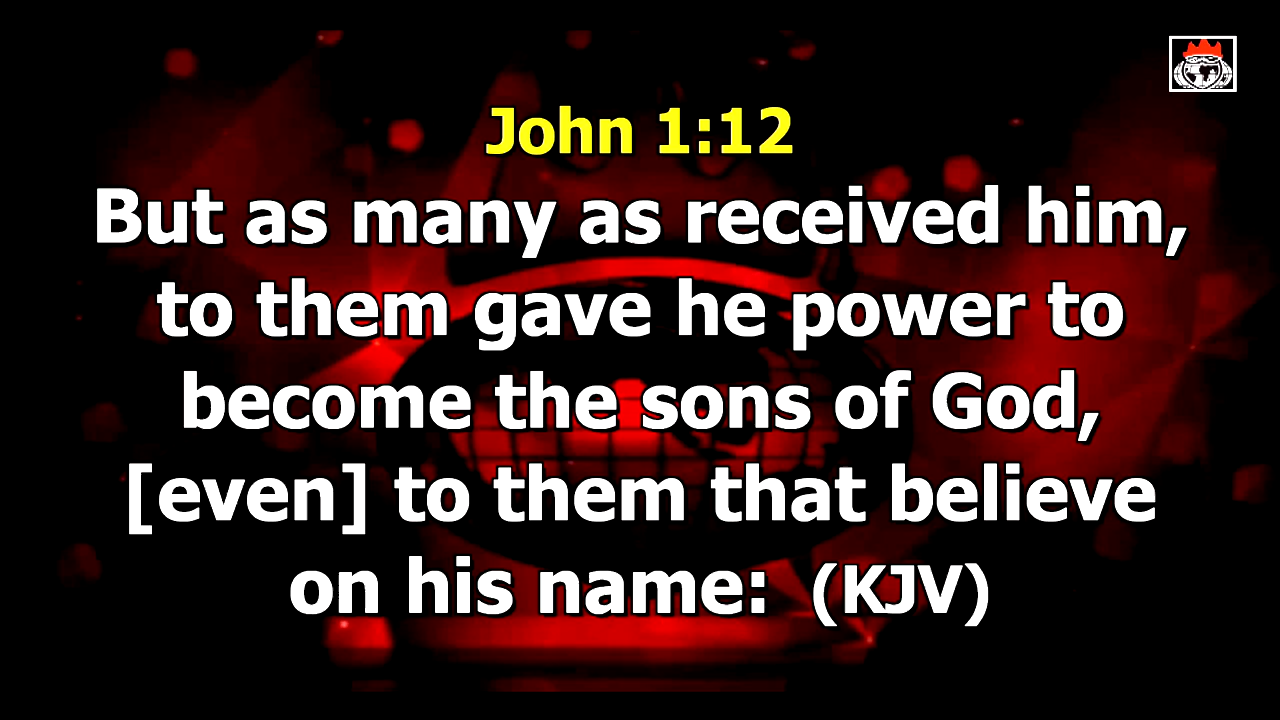 John 1:12
But as many as received him,
to them gave he power to
become the sons of God,
[even] to them that believe
on his name:  (KJV)